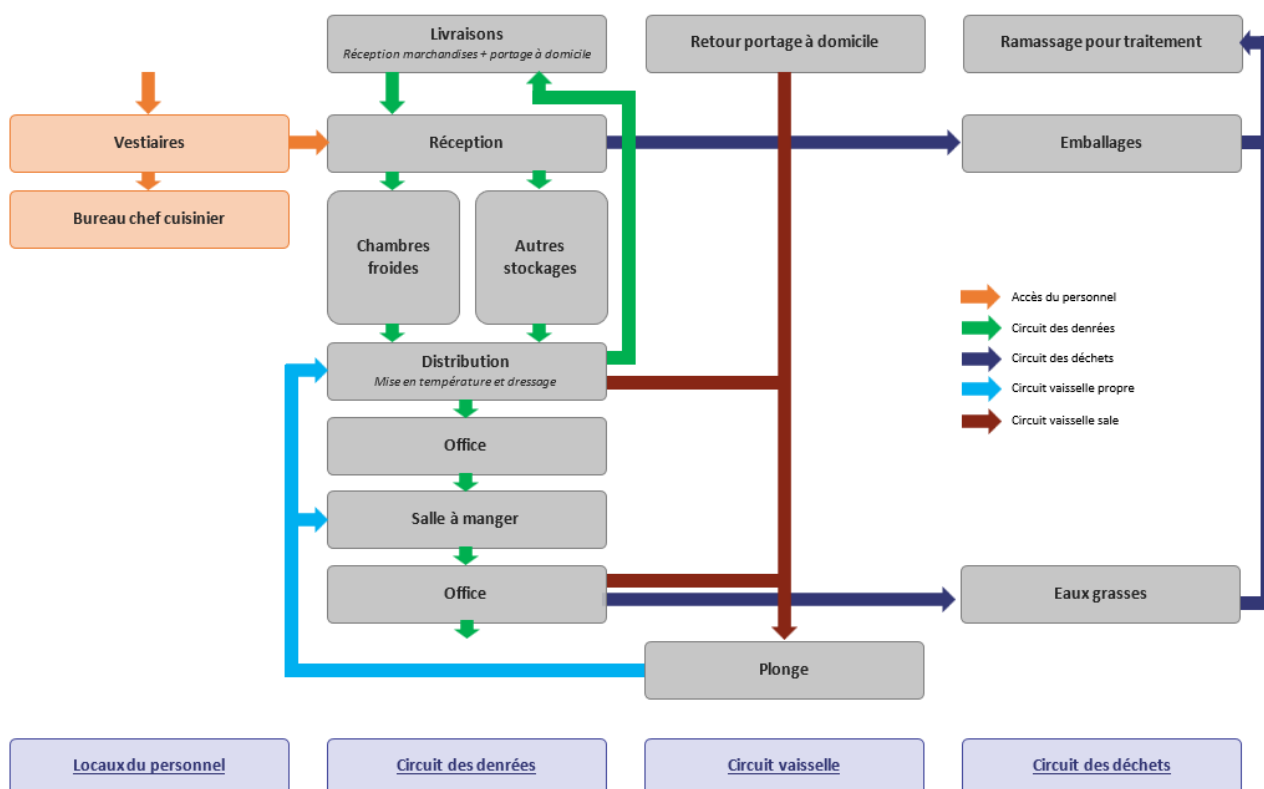 Livraisons
Réception marchandises + portage à domicile
Retour portage à domicile
Ramassage pour traitement
Vestiaires
Réception
Emballages
Bureau chef cuisinier
Chambres
froides
Autres
stockages
Accès du personnel
Circuit des denrées
Circuit des déchets
Circuit vaisselle propre
Circuit vaisselle sale
Distribution
Mise en température et dressage
Office
Salle à manger
Office
Eaux grasses
Plonge
Locaux du personnel
Circuit des denrées
Circuit vaisselle
Circuit des déchets